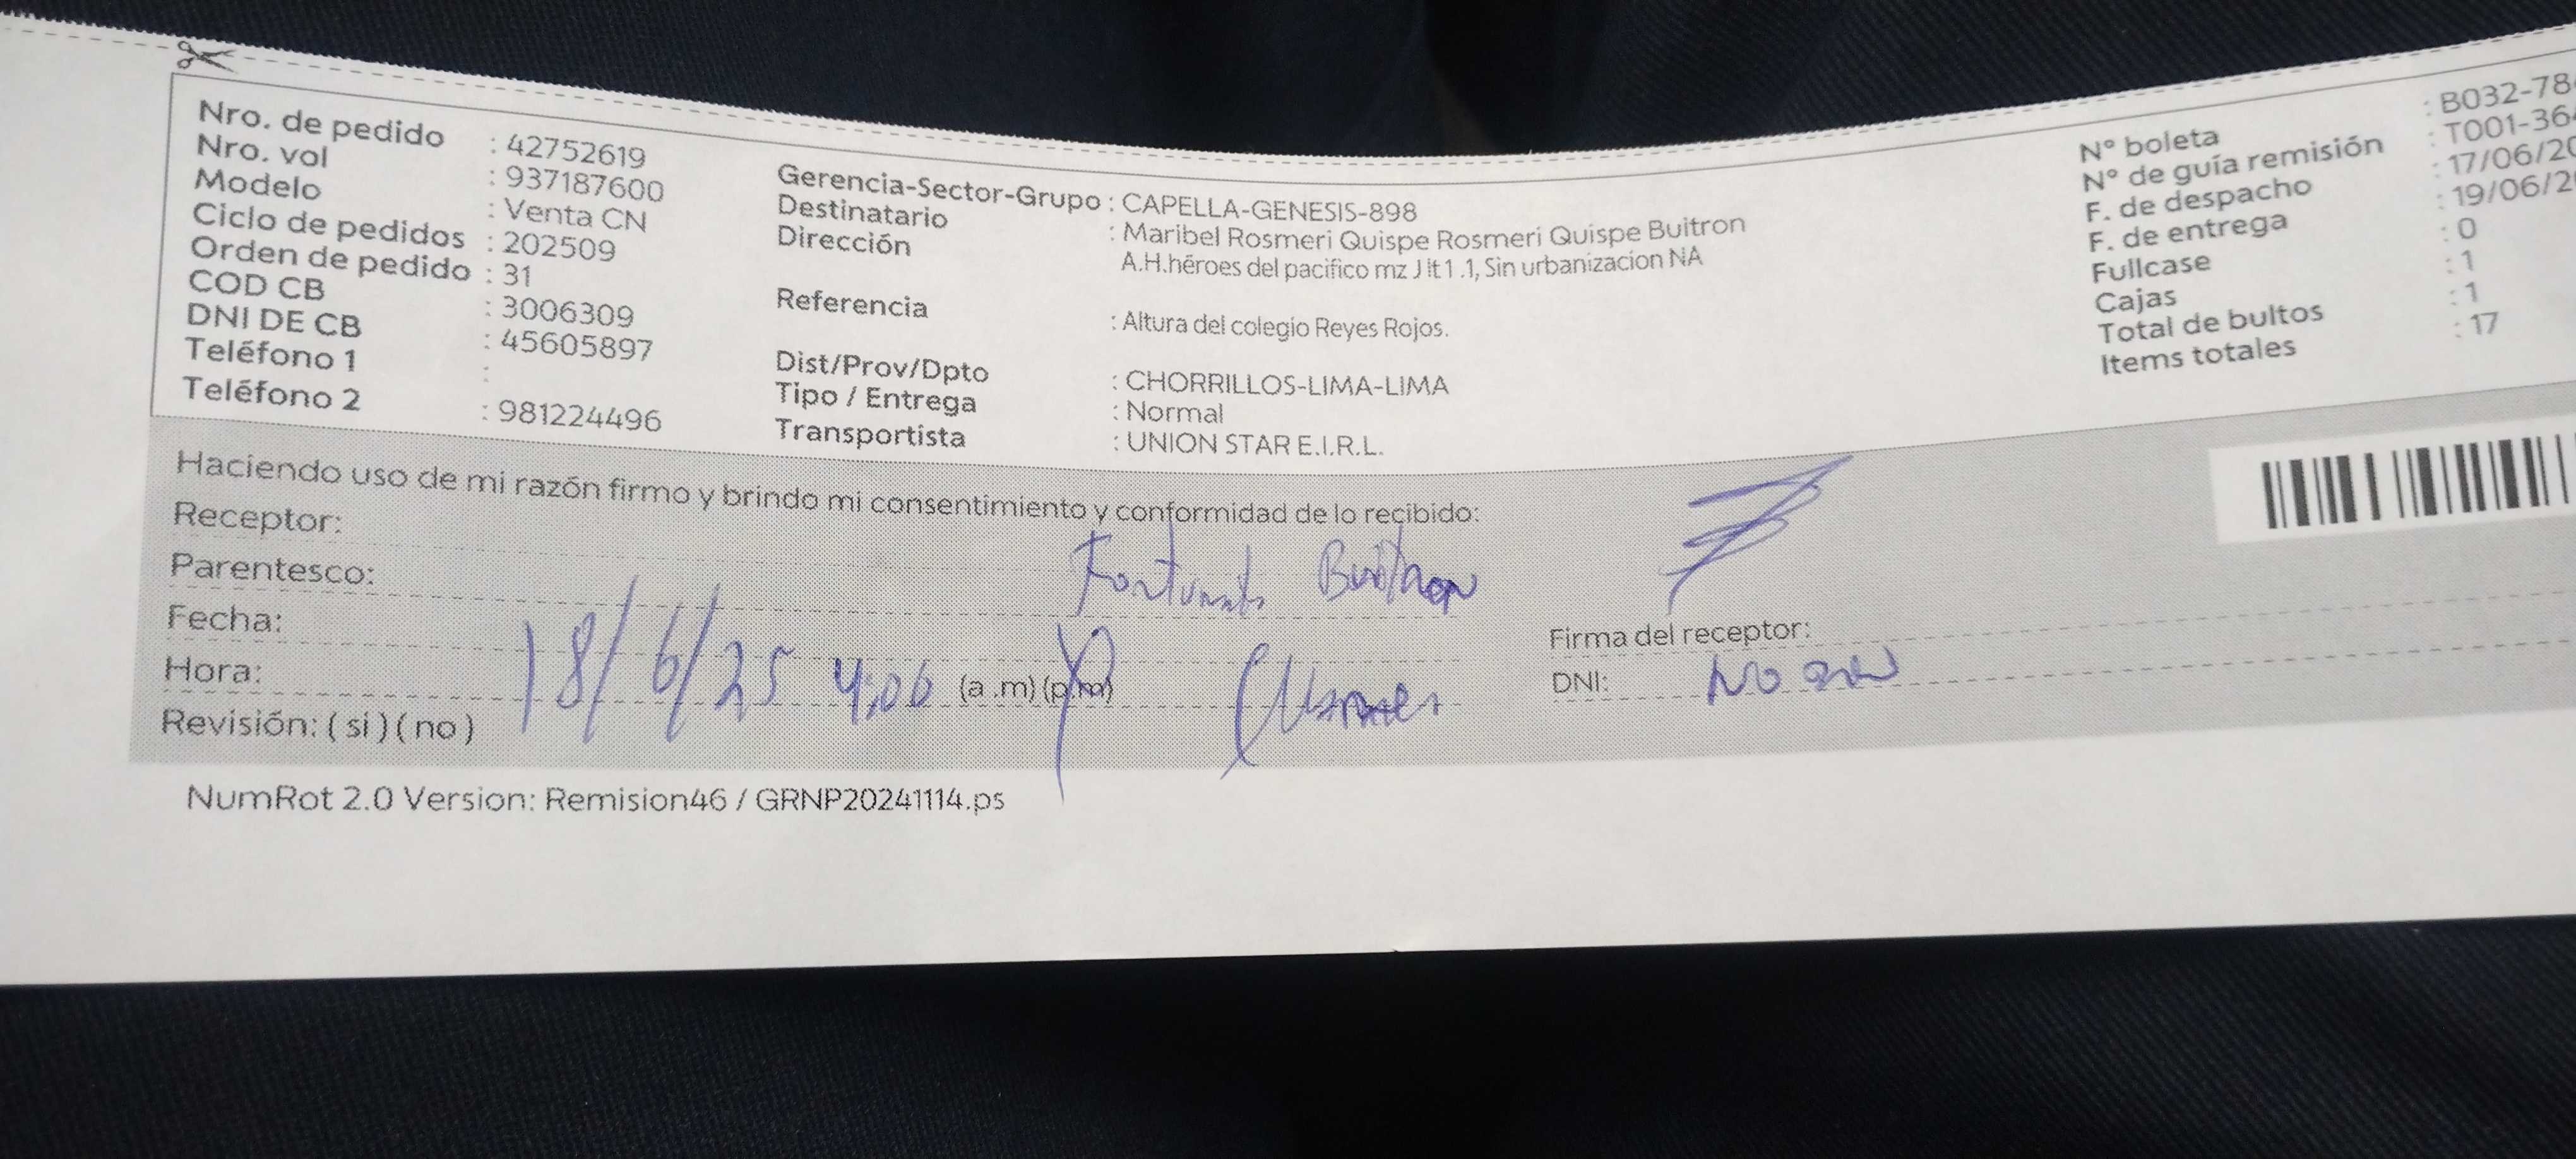 Nro. de pedido : 42752619
Nro. vol : 937187600
Modelo : Venta CN
Ciclo de pedidos : 202509
Orden de pedido : 31
COD CB : 3006309
DNI DE CB : 45605897
Teléfono 1 :
Teléfono 2 : 981224496
Gerencia-Sector-Grupo : CAPELLA-GENESIS-898
Destinatario : Maribel Rosmeri Quispe Rosmeri Quispe Buitron
Dirección A.H.héroes del pacifico mz J lt 1 .1, Sin urbanizacion NA
Referencia : Altura del colegio Reyes Rojos.
Dist/Prov/Dpto : CHORRILLOS-LIMA-LIMA
Tipo / Entrega : Normal
Transportista : UNION STAR E.I.R.L.
N° boleta : B032-78
N° de guía remisión : T001-36
F. de despacho : 17/06/20
F. de entrega : 19/06/2
Fullcase : 0
Cajas : 1
Total de bultos : 1
Items totales : 17
Haciendo uso de mi razón firmo y brindo mi consentimiento y conformidad de lo recibido:
Receptor:
Parentesco: Buitron
Fecha: 18/6/25
Hora: 4:00 (a.m) (p.m)
Revisión: ( si ) ( no )
Firma del receptor:
DNI: NO
NumRot 2.0 Version: Remision46 / GRNP20241114.ps